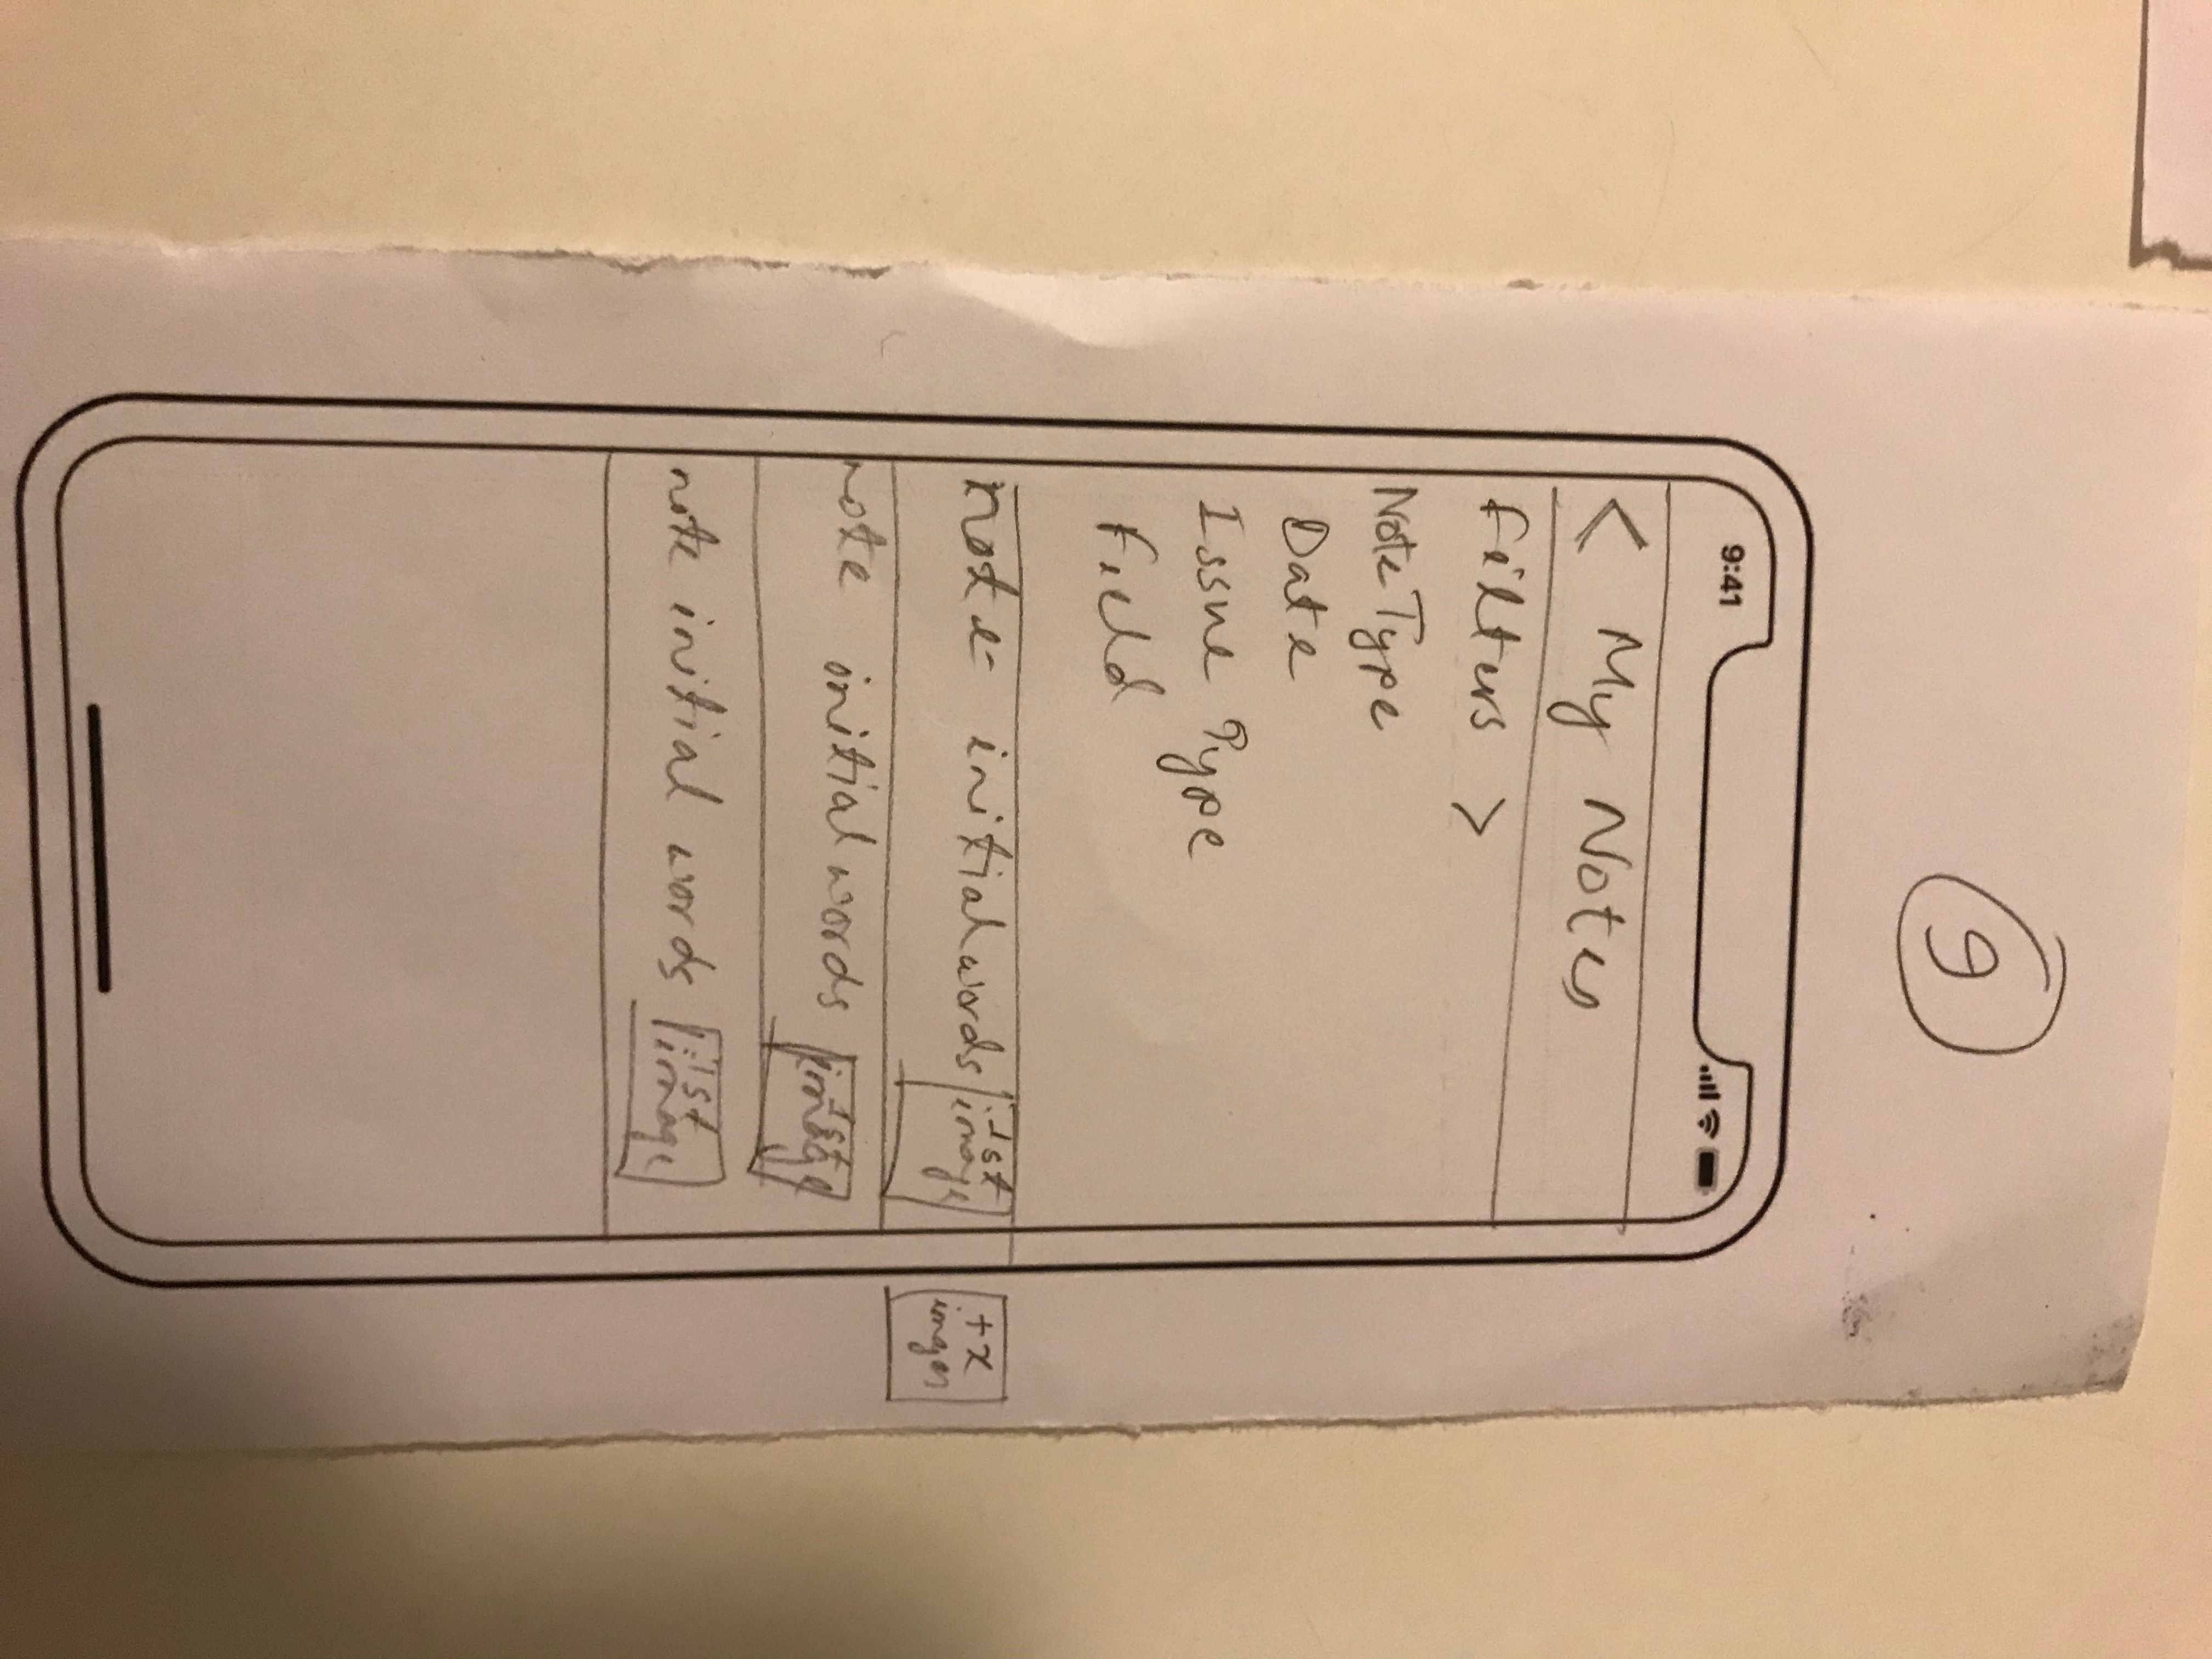 9
9:41
< My Notes
Filters >
Note Type
Date
Issue Type
Field
note initial words 1st image
+x images
note initial words 1st image
note initial words 1st image